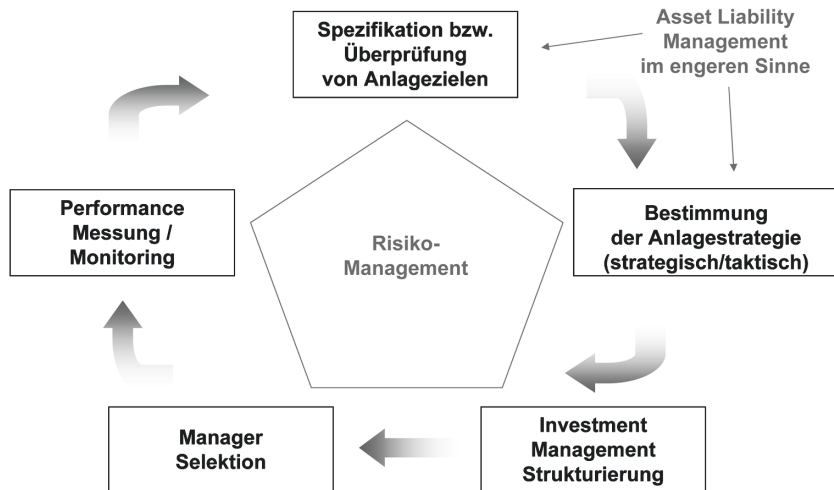 Spezifikation bzw.
Überprüfung
von Anlagezielen
Asset Liability
Management
im engeren Sinne
Performance
Messung /
Monitoring
Risiko-
Management
Bestimmung
der Anlagestrategie
(strategisch/taktisch)
Manager
Selektion
Investment
Management
Strukturierung